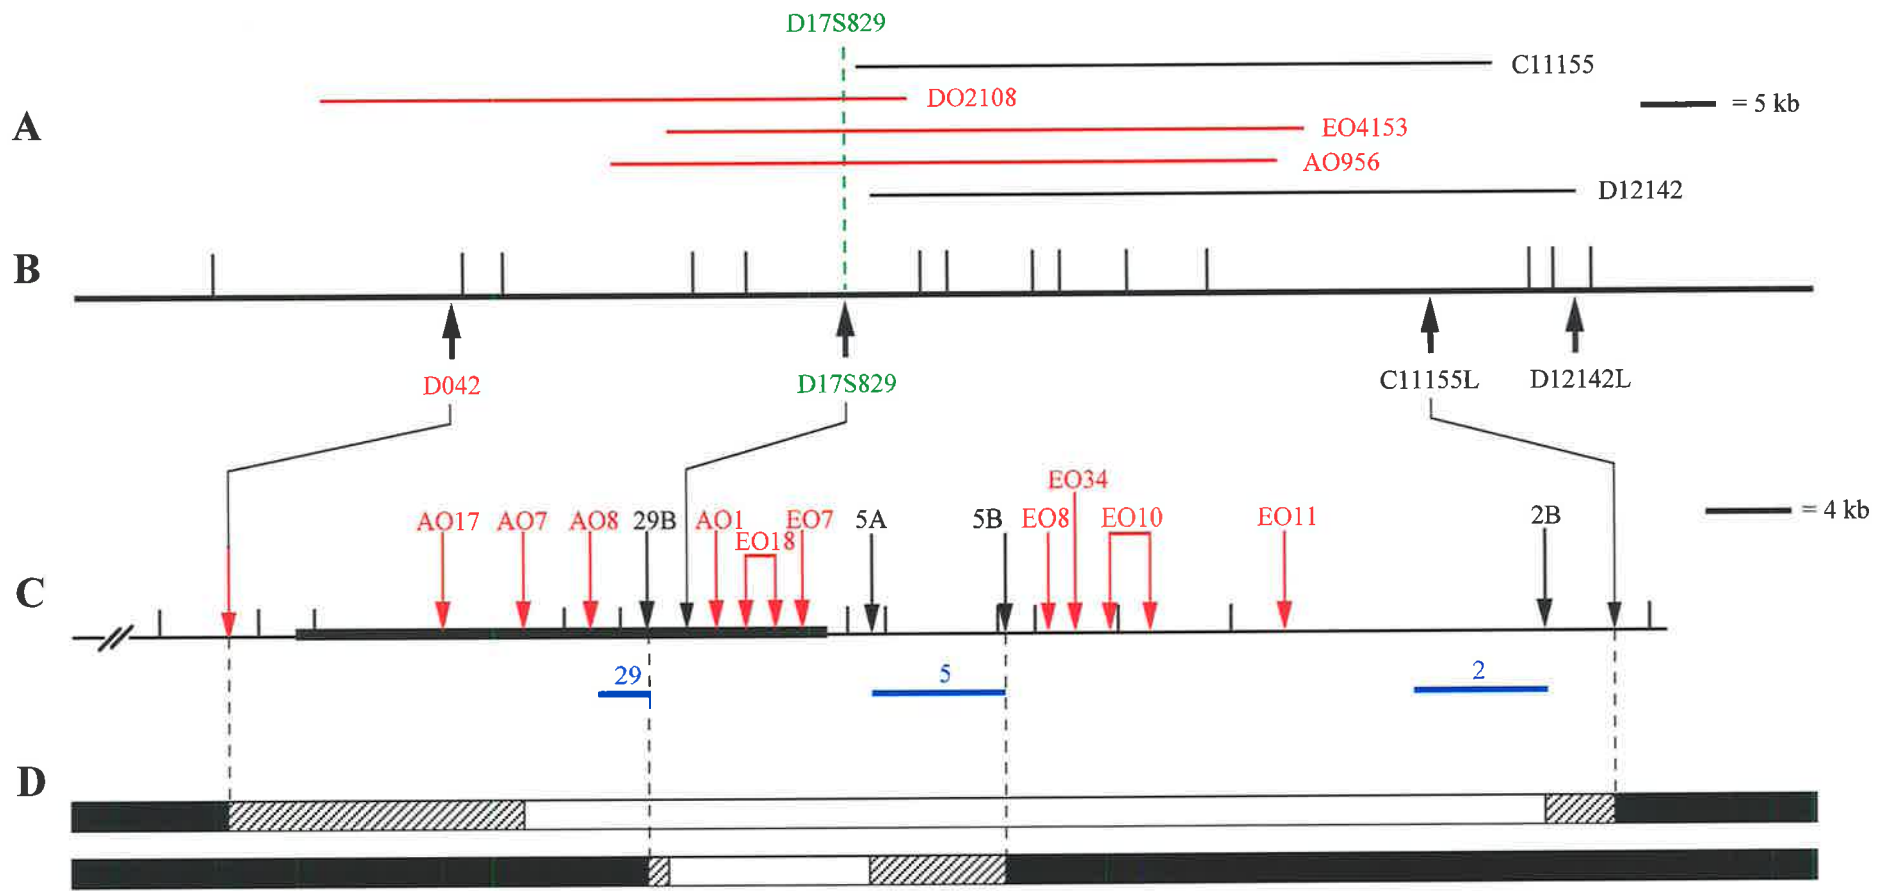 D17S829
C11155
DO2108
= 5 kb
A
EO4153
AO956
D12142
B
D042
D17S829
C11155L
D12142L
EO34
AO17
AO7
AO8
29B
AO1
EO18
EO7
5A
5B
EO8
EO10
EO11
2B
= 4 kb
C
29
5
2
D